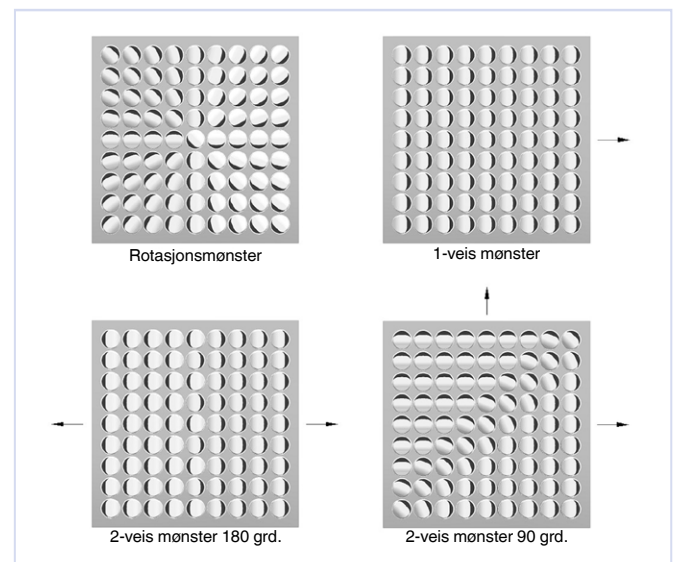 Rotasjonsmønster
1-veis mønster
2-veis mønster 180 grd.
2-veis mønster 90 grd.